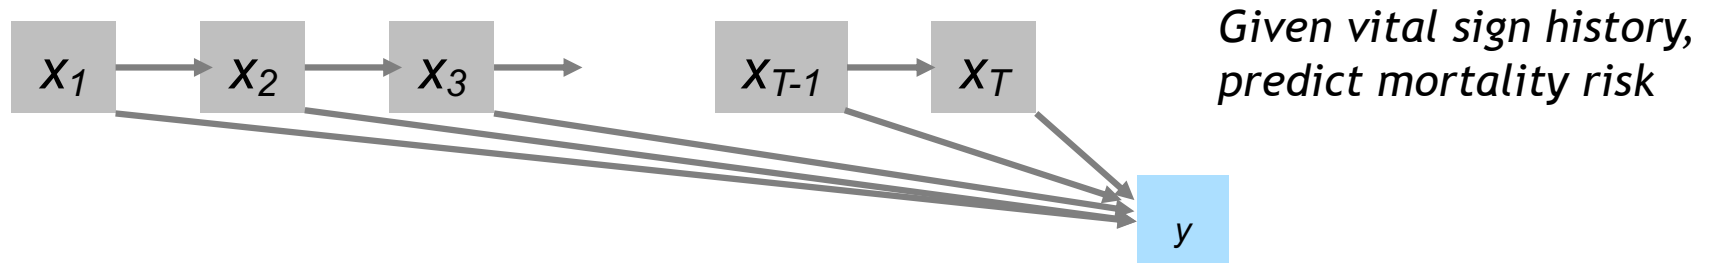 x1 x2 x3 xT-1 xT
Given vital sign history,
predict mortality risk
y